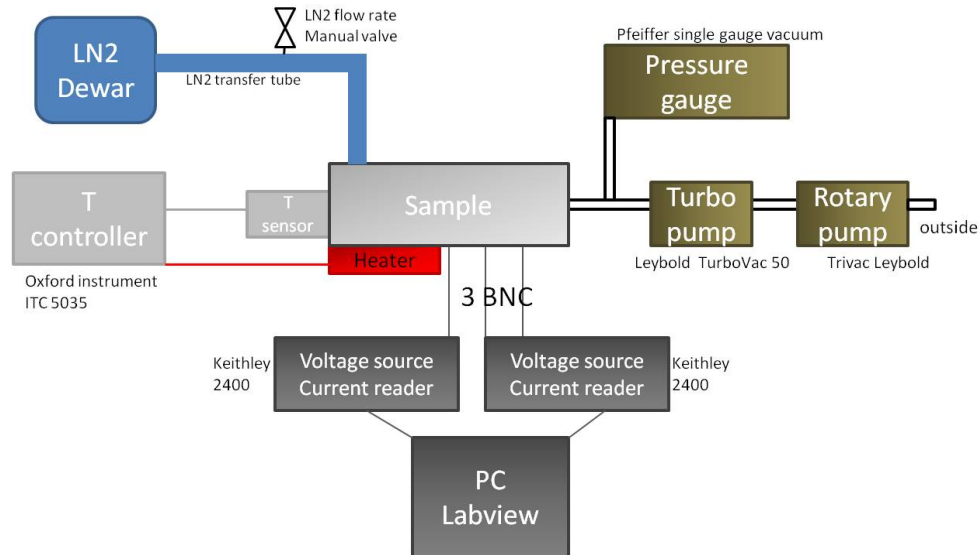 LN2 flow rate
Manual valve
LN2
Dewar
LN2 transfer tube
Pfeiffer single gauge vacuum
Pressure
gauge
T
controller
T
sensor
Sample
Turbo
pump
Rotary
pump
outside
Heater
Leybold TurboVac 50
Trivac Leybold
Oxford instrument
ITC 5035
3 BNC
Keithley
2400
Voltage source
Current reader
Voltage source
Current reader
Keithley
2400
PC
Labview